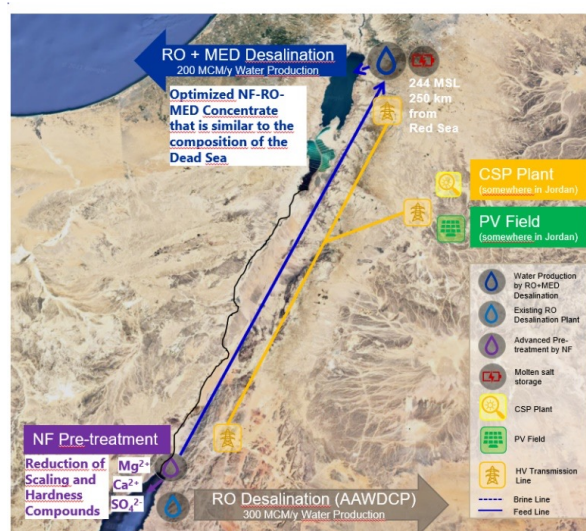 RO + MED Desalination
200 MCM/y Water Production
Optimized NF-RO-
MED Concentrate
that is similar to the
composition of the
Dead Sea
244 MSL
250 km
from
Red Sea
CSP Plant
(somewhere in Jordan)
PV Field
(somewhere in Jordan)
Water Production
by RO+MED
Desalination
Existing RO
Desalination Plant
Advanced Pre-
treatment by NF
Molten salt
storage
CSP Plant
PV Field
HV Transmission
Line
Brine Line
Feed Line
NF Pre-treatment
Reduction of
Scaling and
Hardness
Compounds
Mg²⁺
Ca²⁺
SO₄²⁻
RO Desalination (AAWDCP)
300 MCM/y Water Production